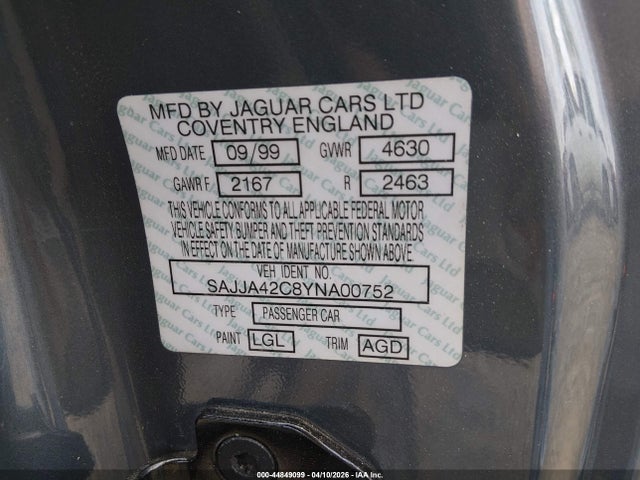 MFD BY JAGUAR CARS LTD
COVENTRY ENGLAND
MFD DATE 09/99 GVWR 4630
GAWR F 2167 R 2463
THIS VEHICLE CONFORMS TO ALL APPLICABLE FEDERAL MOTOR
VEHICLE SAFETY BUMPER AND THEFT PREVENTION STANDARDS
IN EFFECT ON THE DATE OF MANUFACTURE SHOWN ABOVE
VEH IDENT NO.
SAJJA42C8YNA00752
TYPE PASSENGER CAR
PAINT LGL TRIM AGD
000-44849099 - 04/10/2026 - IAA Inc.